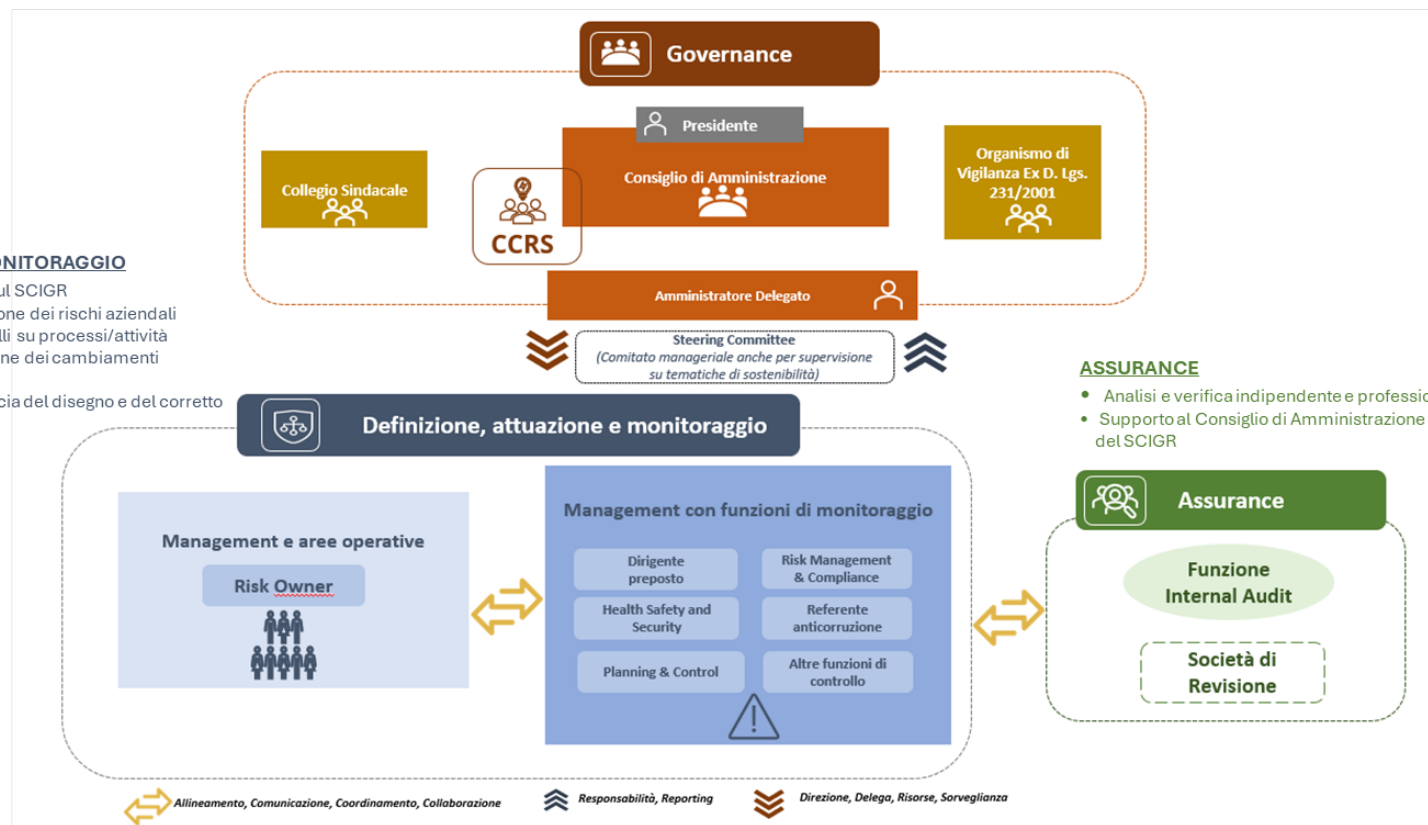 Governance
Presidente
Collegio Sindacale
Consiglio di Amministrazione
Organismo di
Vigilanza Ex D. Lgs.
231/2001
CCRS
Amministratore Delegato
ONITORAGGIO
ul SCIGR
one dei rischi aziendali
lli su processi/attività
ne dei cambiamenti
cia del disegno e del corretto
Steering Committee
(Comitato manageriale anche per supervisione
su tematiche di sostenibilità)
ASSURANCE
• Analisi e verifica indipendente e professio
• Supporto al Consiglio di Amministrazione
del SCIGR
Definizione, attuazione e monitoraggio
Management e aree operative
Risk Owner
Management con funzioni di monitoraggio
Dirigente
preposto
Risk Management
& Compliance
Health Safety and
Security
Referente
anticorruzione
Planning & Control
Altre funzioni di
controllo
Assurance
Funzione
Internal Audit
Società di
Revisione
Allineamento, Comunicazione, Coordinamento, Collaborazione
Responsabilità, Reporting
Direzione, Delega, Risorse, Sorveglianza